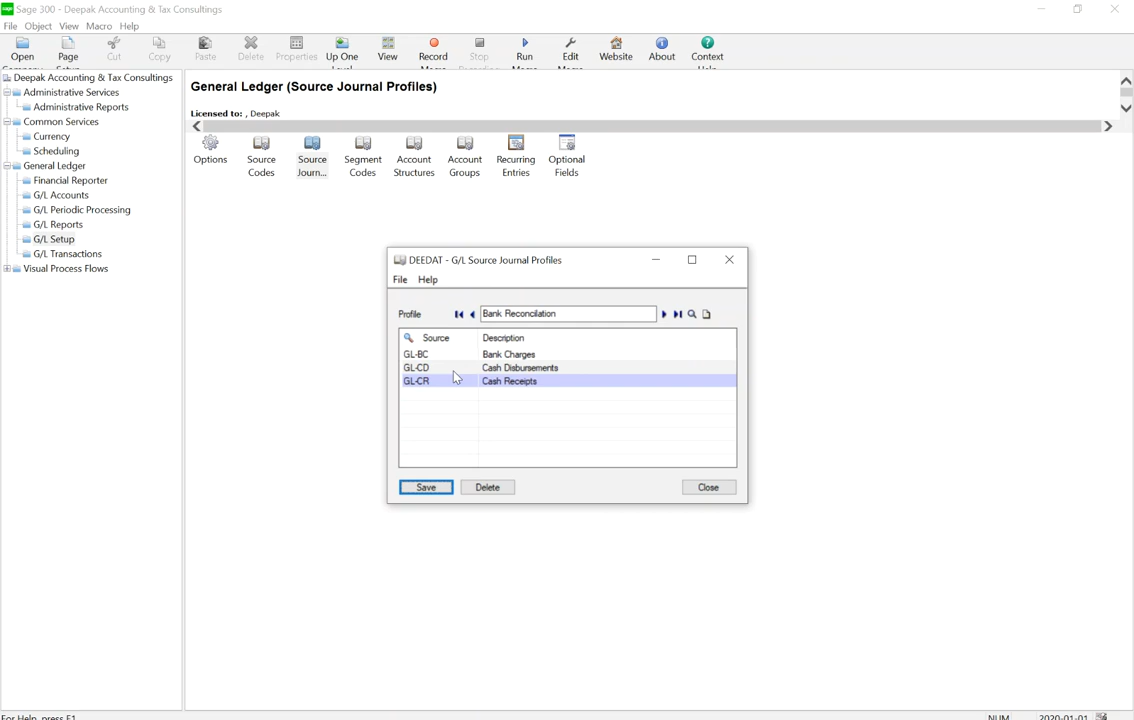 sage Sage 300 - Deepak Accounting & Tax Consultings
File Object View Macro Help
Open Page Cut Copy Paste Delete Properties Up One View Record Stop Run Edit Website About Context
Company Setup Level Macro Recording Macro Macro Help
Deepak Accounting & Tax Consultings
Administrative Services
Administrative Reports
Common Services
Currency
Scheduling
General Ledger
Financial Reporter
G/L Accounts
G/L Periodic Processing
G/L Reports
G/L Setup
G/L Transactions
Visual Process Flows
General Ledger (Source Journal Profiles)
Licensed to: , Deepak
Options Source Source Segment Account Account Recurring Optional
Codes Journ... Codes Structures Groups Entries Fields
DEEDAT - G/L Source Journal Profiles
File Help
Profile Bank Reconciliation
Source Description
GL-BC Bank Charges
GL-CD Cash Disbursements
GL-CR Cash Receipts
Save Delete Close
For Help, press F1 NUM 2020-01-01